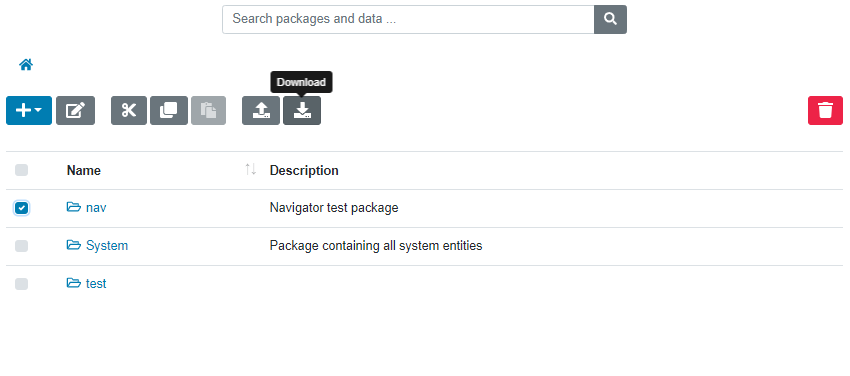 Search packages and data ...
Download
Name Description
nav Navigator test package
System Package containing all system entities
test